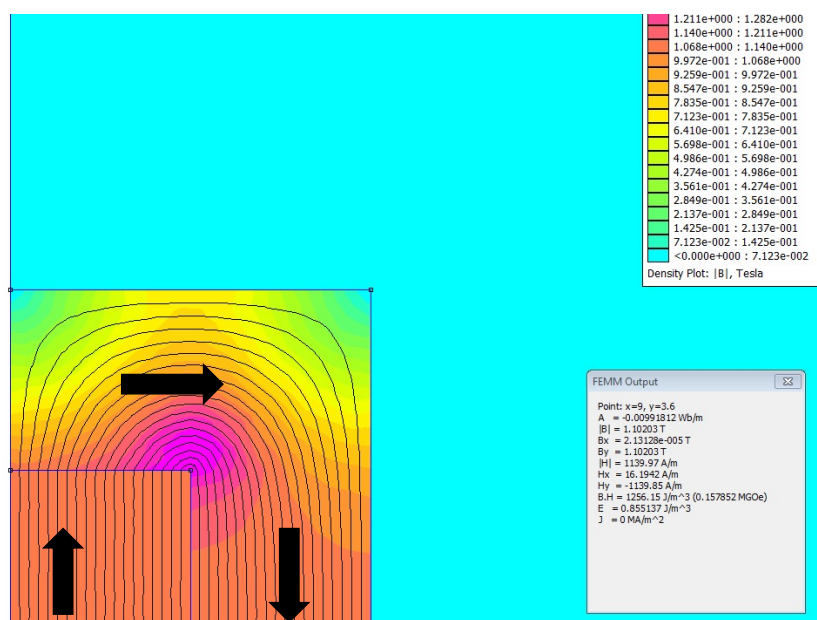 1.211e+000 : 1.282e+000
1.140e+000 : 1.211e+000
1.068e+000 : 1.140e+000
9.972e-001 : 1.068e+000
9.259e-001 : 9.972e-001
8.547e-001 : 9.259e-001
7.835e-001 : 8.547e-001
7.123e-001 : 7.835e-001
6.410e-001 : 7.123e-001
5.698e-001 : 6.410e-001
4.986e-001 : 5.698e-001
4.274e-001 : 4.986e-001
3.561e-001 : 4.274e-001
2.849e-001 : 3.561e-001
2.137e-001 : 2.849e-001
1.425e-001 : 2.137e-001
7.123e-002 : 1.425e-001
<0.000e+000 : 7.123e-002
Density Plot: |B|, Tesla
FEMM Output
Point: x=9, y=3.6
A = -0.00991812 Wb/m
|B| = 1.10203 T
Bx = 2.13128e-005 T
By = 1.10203 T
|H| = 1139.97 A/m
Hx = 16.1942 A/m
Hy = -1139.85 A/m
B.H = 1256.15 J/m^3 (0.157852 MGOe)
E = 0.855137 J/m^3
J = 0 MA/m^2